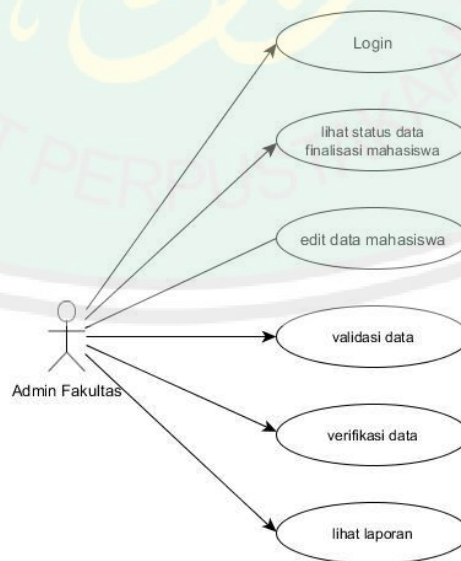 Login
lihat status data
finalisasi mahasiswa
edit data mahasiswa
validasi data
Admin Fakultas
verifikasi data
lihat laporan